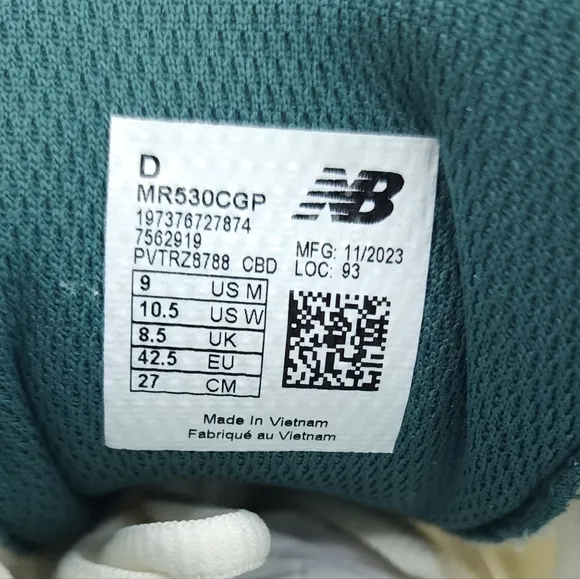 D
NB
MR530CGP
197376727874
7562919
PVTRZ8788 CBD
MFG: 11/2023
LOC: 93
9 US M
10.5 US W
8.5 UK
42.5 EU
27 CM
Made In Vietnam
Fabriqué au Vietnam